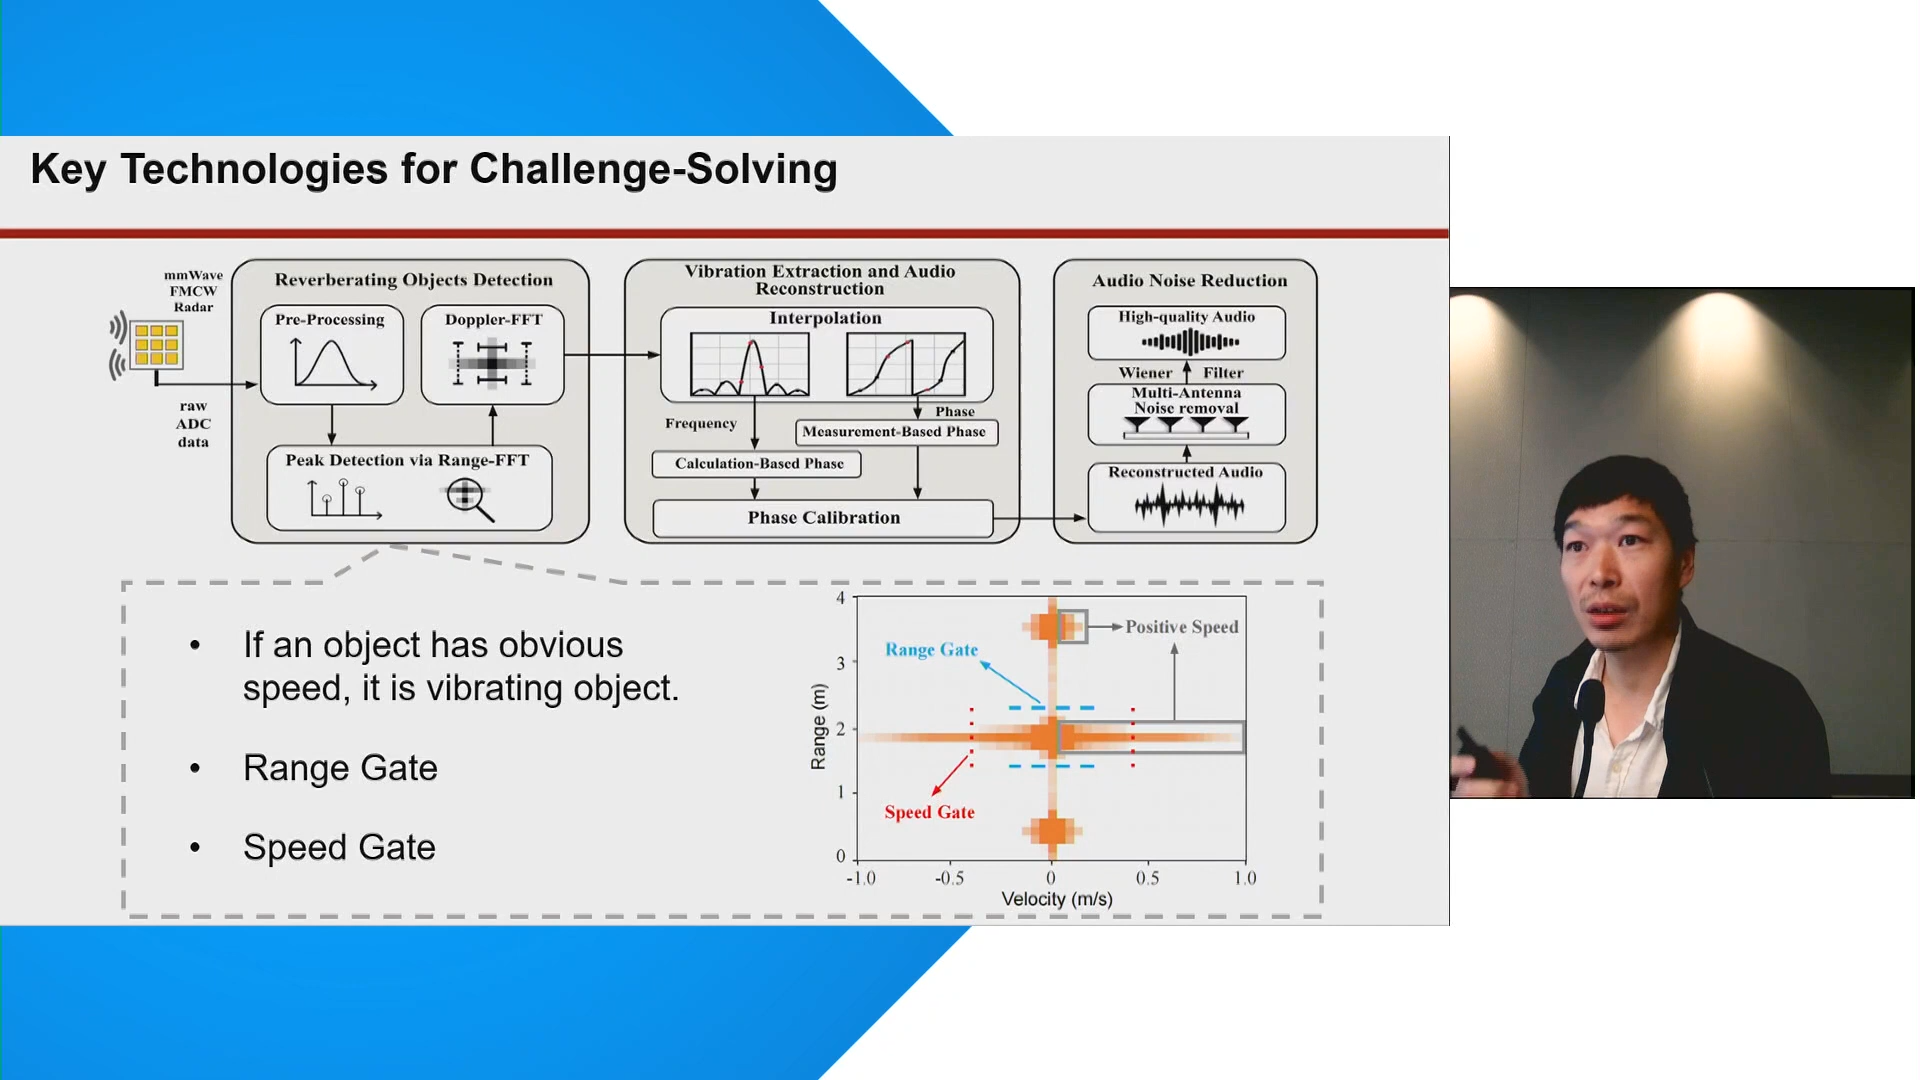 Key Technologies for Challenge-Solving
mmWave
FMCW
Radar
raw
ADC
data
Reverberating Objects Detection
Pre-Processing
Doppler-FFT
Peak Detection via Range-FFT
Vibration Extraction and Audio
Reconstruction
Interpolation
Frequency
Phase
Measurement-Based Phase
Calculation-Based Phase
Phase Calibration
Audio Noise Reduction
High-quality Audio
Wiener Filter
Multi-Antenna
Noise removal
Reconstructed Audio
• If an object has obvious
speed, it is vibrating object.
• Range Gate
• Speed Gate
Range (m)
4
3
2
1
0
Range Gate
Positive Speed
Speed Gate
-1.0 -0.5 0 0.5 1.0
Velocity (m/s)